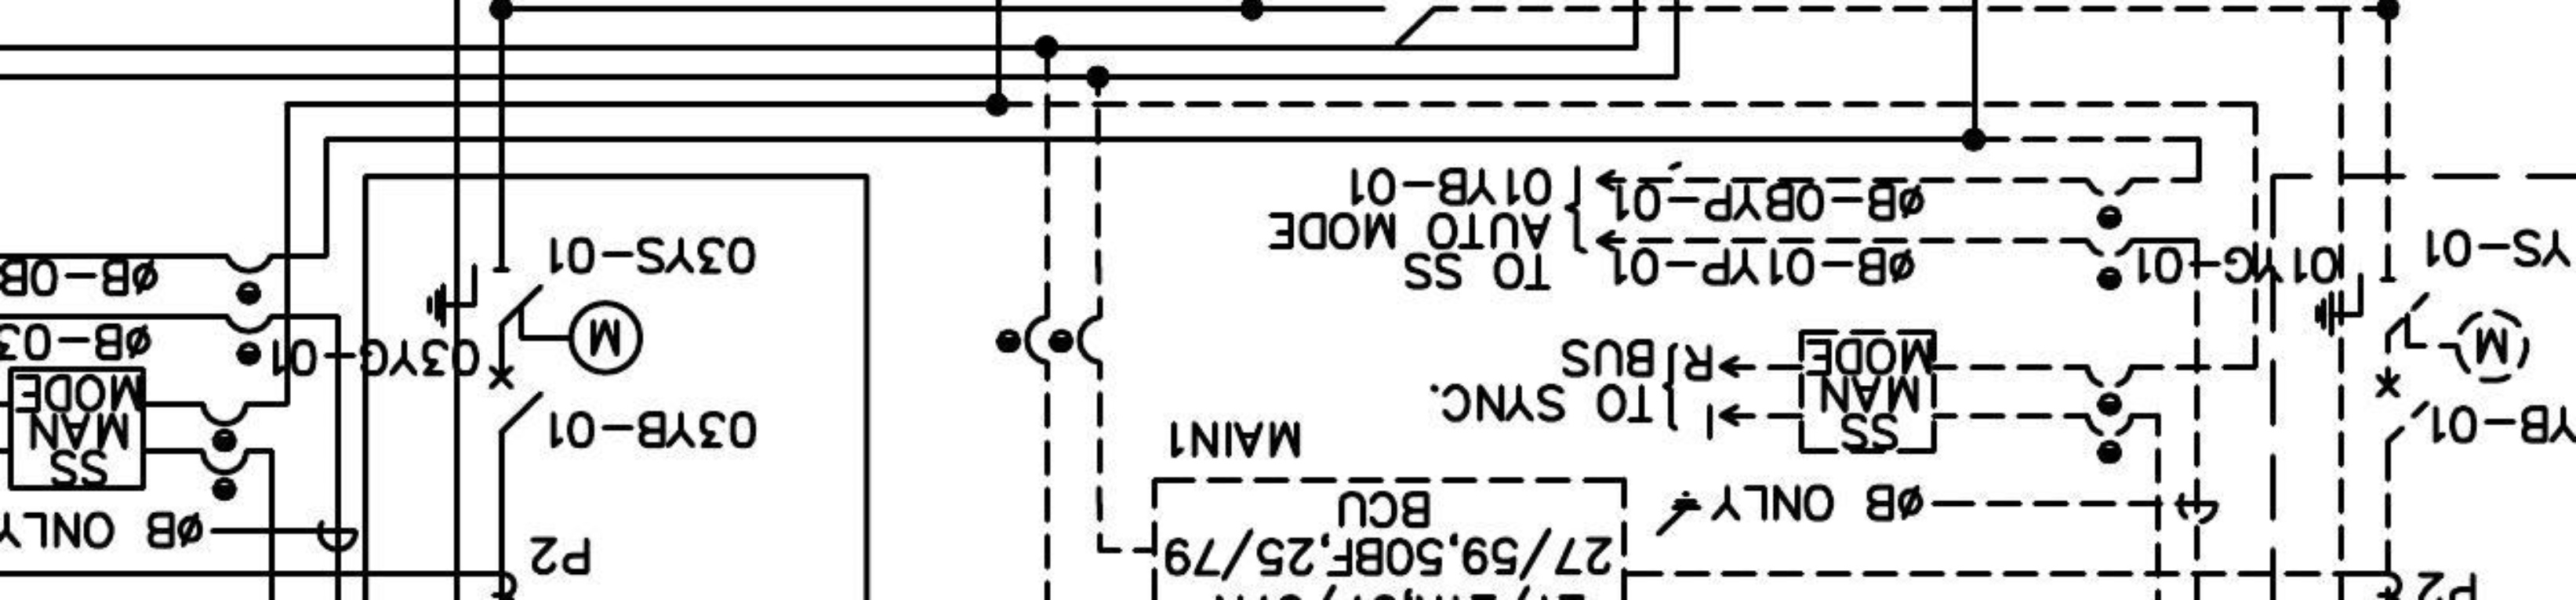 P2
27/59,50BF,25/79
P2
BCU
ØB ONLY
ØB ONLY
YB-01
SS
MAN
MODE
I
R
TO SYNC.
BUS
MAIN1
03YB-01
SS
MAN
MODE
M
M
03YG-01
ØB-03
YS-01
01YG-01
ØB-01YP-01
ØB-0BYP-01
TO SS
AUTO MODE
01YB-01
03YS-01
ØB-0B